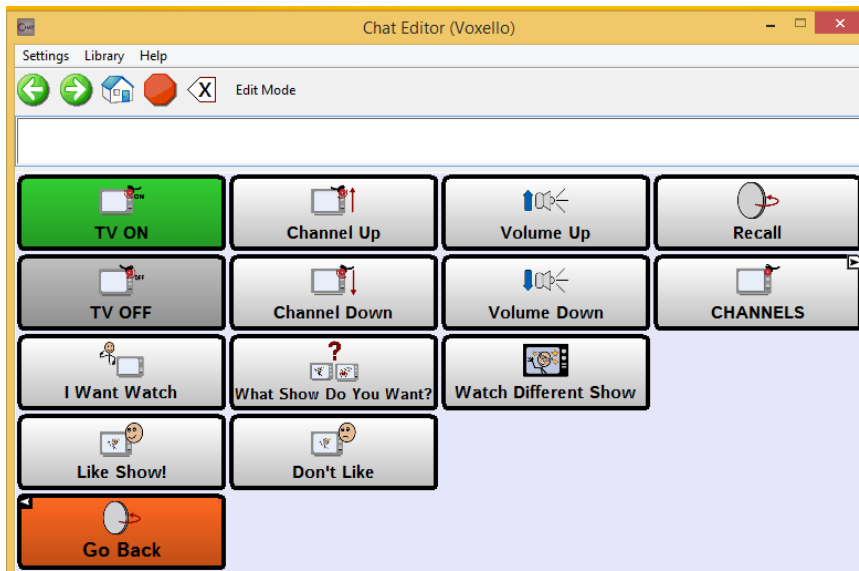 Chat Editor (Voxello)
Settings Library Help
X Edit Mode
TV ON Channel Up Volume Up Recall
TV OFF Channel Down Volume Down CHANNELS
I Want Watch What Show Do You Want? Watch Different Show
Like Show! Don't Like
Go Back